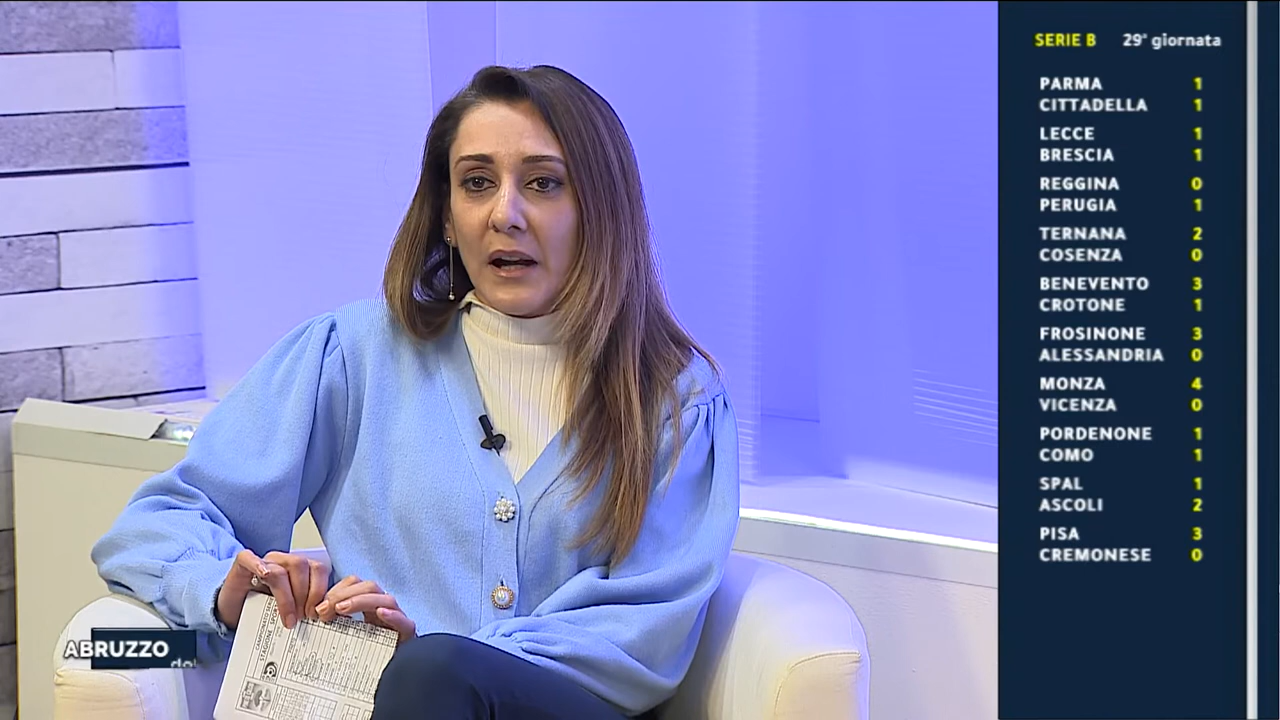 SERIE B 29ª giornata
PARMA 1
CITTADELLA 1
LECCE 1
BRESCIA 1
REGGINA 0
PERUGIA 1
TERNANA 2
COSENZA 0
BENEVENTO 3
CROTONE 1
FROSINONE 3
ALESSANDRIA 0
MONZA 4
VICENZA 0
PORDENONE 1
COMO 1
SPAL 1
ASCOLI 2
PISA 3
CREMONESE 0
ABRUZZO